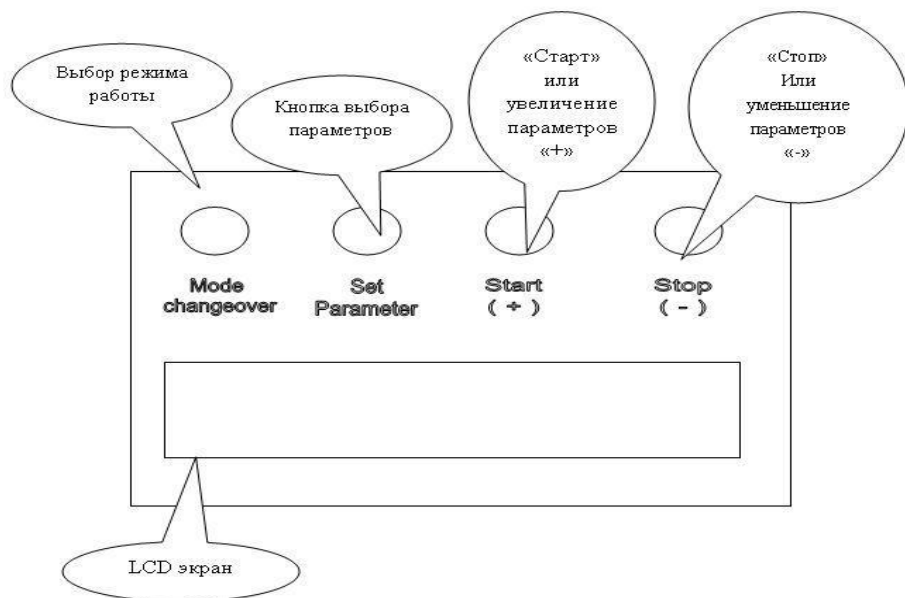 Выбор режима
работы
Кнопка выбора
параметров
«Старт»
или
увеличение
параметров
«+»
«Стоп»
Или
уменьшение
параметров
«-»
Mode
changeover
Set
Parameter
Start
( + )
Stop
( - )
LCD экран